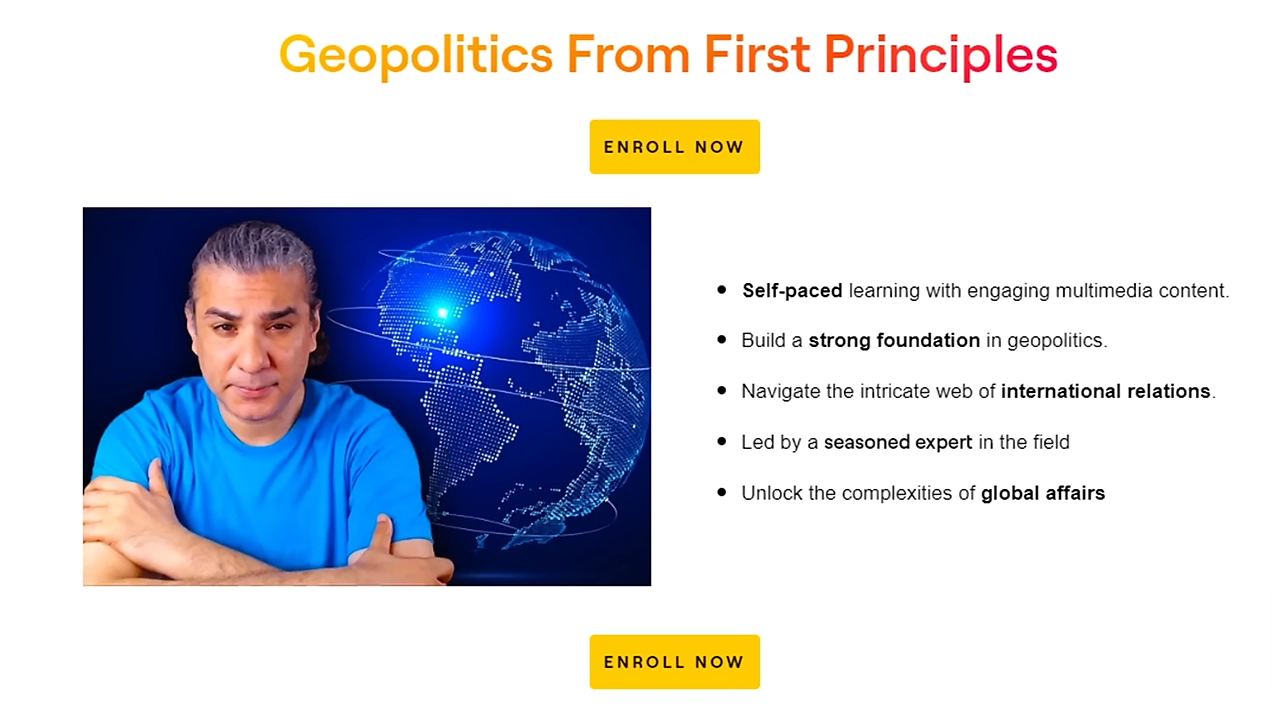 Geopolitics From First Principles
ENROLL NOW
Self-paced learning with engaging multimedia content.
Build a strong foundation in geopolitics.
Navigate the intricate web of international relations.
Led by a seasoned expert in the field
Unlock the complexities of global affairs
ENROLL NOW